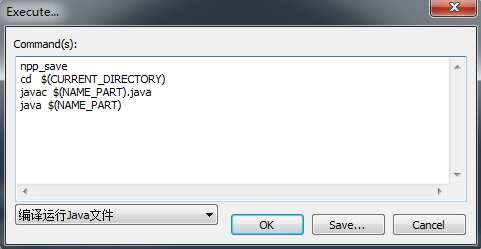 Execute...
Command(s):
npp_save
cd  $(CURRENT_DIRECTORY)
javac  $(NAME_PART).java
java  $(NAME_PART)
编译运行Java文件
OK
Save...
Cancel